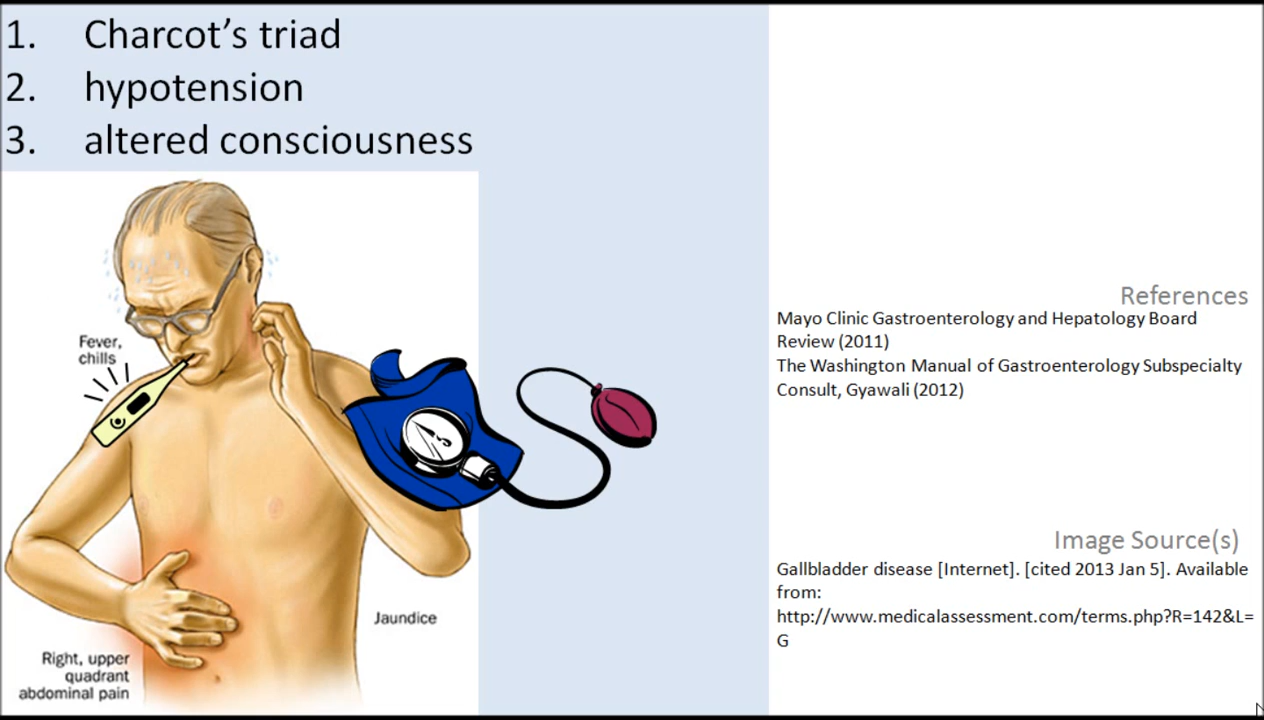 1. Charcot’s triad
2. hypotension
3. altered consciousness
Fever,
chills
Jaundice
Right, upper
quadrant
abdominal pain
References
Mayo Clinic Gastroenterology and Hepatology Board
Review (2011)
The Washington Manual of Gastroenterology Subspecialty
Consult, Gyawali (2012)
Image Source(s)
Gallbladder disease [Internet]. [cited 2013 Jan 5]. Available
from:
http://www.medicalassessment.com/terms.php?R=142&L=
G